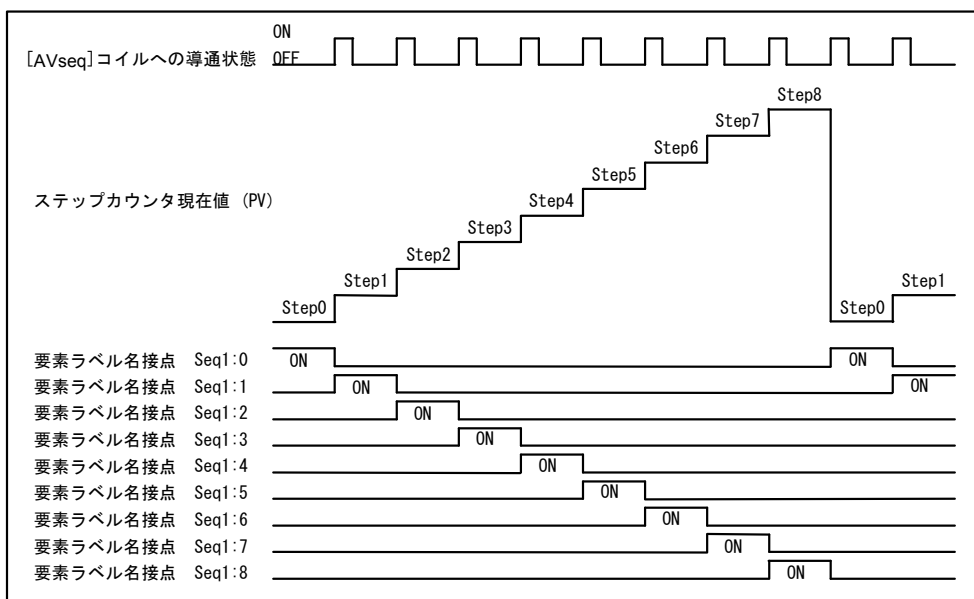 ON
[AVseq]コイルへの導通状態 OFF
Step8
Step7
Step6
Step5
ステップカウンタ現在値 (PV)
Step4
Step3
Step2
Step1 Step1
Step0 Step0
要素ラベル名接点 Seq1:0 ON ON
要素ラベル名接点 Seq1:1 ON ON
要素ラベル名接点 Seq1:2 ON
要素ラベル名接点 Seq1:3 ON
要素ラベル名接点 Seq1:4 ON
要素ラベル名接点 Seq1:5 ON
要素ラベル名接点 Seq1:6 ON
要素ラベル名接点 Seq1:7 ON
要素ラベル名接点 Seq1:8 ON